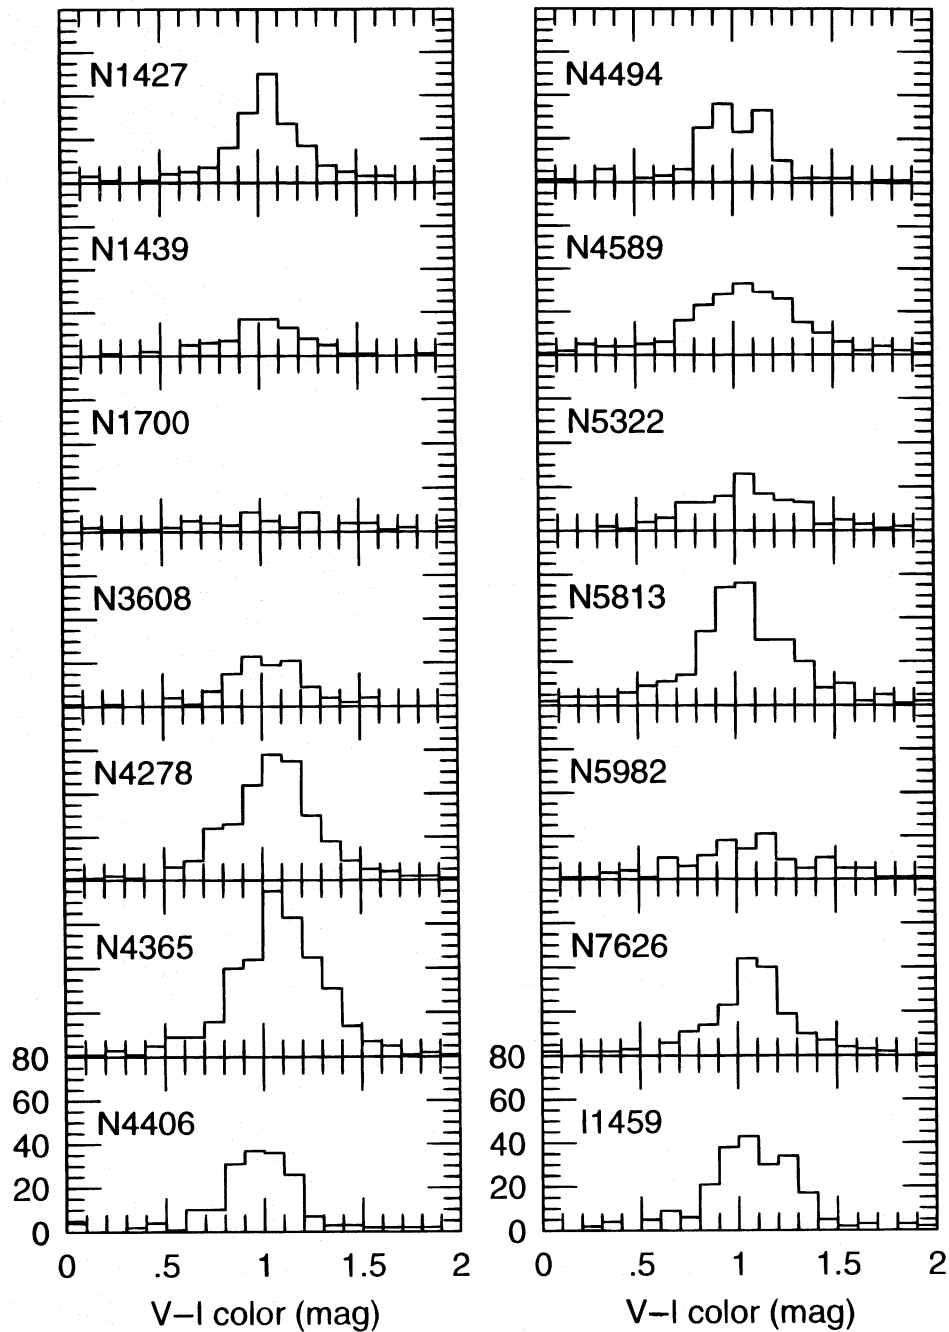 N1427
N1439
N1700
N3608
N4278
N4365
80
60
N4406
40
20
0
0 .5 1 1.5 2
V–I color (mag)
N4494
N4589
N5322
N5813
N5982
N7626
80
60
I1459
40
20
0
0 .5 1 1.5 2
V–I color (mag)